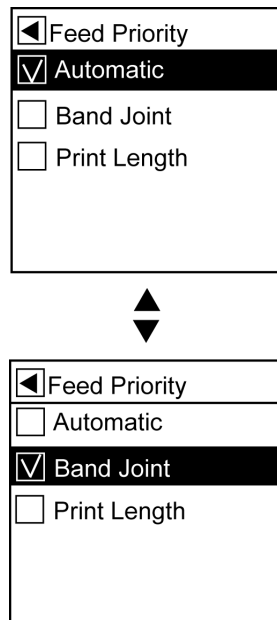 Feed Priority
Automatic
Band Joint
Print Length
Feed Priority
Automatic
Band Joint
Print Length